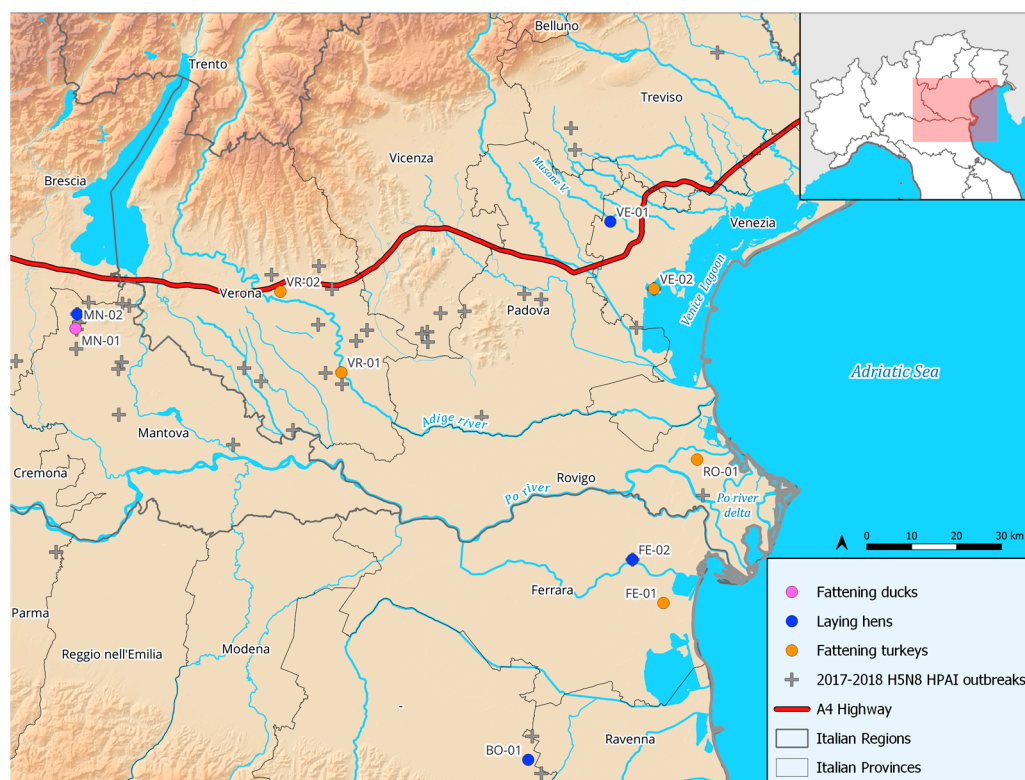 Belluno
Trento
Treviso
Vicenza
Brescia
Musone V.
VE-01
Venezia
VE-02
Venice Lagoon
Verona
VR-02
Padova
MN-02
MN-01
VR-01
Adriatic Sea
Adige river
Mantova
Cremona
Rovigo
RO-01
Po river
Po river
delta
FE-02
Ferrara
FE-01
Parma
Reggio nell'Emilia
Modena
Ravenna
BO-01
0 10 20 30 km
Fattening ducks
Laying hens
Fattening turkeys
2017-2018 H5N8 HPAI outbreaks
A4 Highway
Italian Regions
Italian Provinces